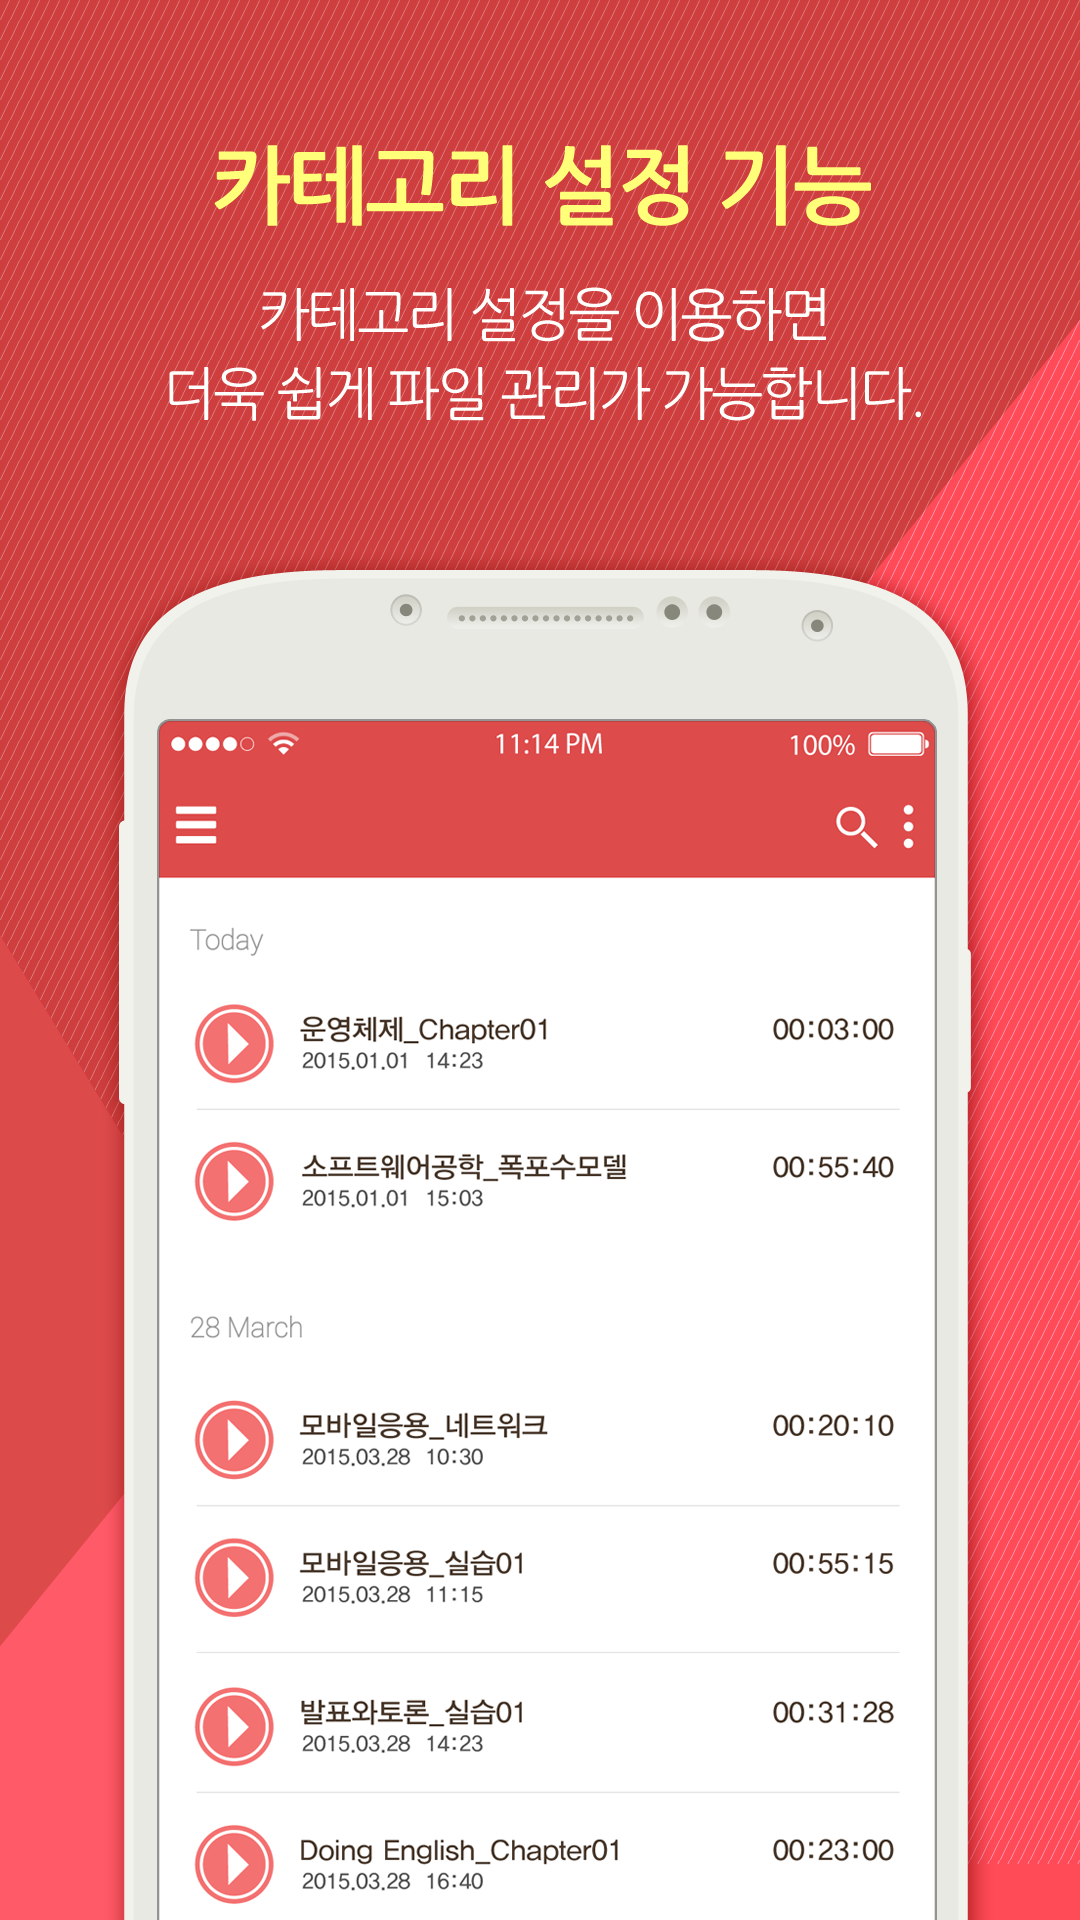 카테고리 설정 기능
카테고리 설정을 이용하면
더욱 쉽게 파일 관리가 가능합니다.
11:14 PM
100%
Today
운영체제_Chapter01
00:03:00
2015.01.01 14:23
소프트웨어공학_폭포수모델
00:55:40
2015.01.01 15:03
28 March
모바일응용_네트워크
00:20:10
2015.03.28 10:30
모바일응용_실습01
00:55:15
2015.03.28 11:15
발표와토론_실습01
00:31:28
2015.03.28 14:23
Doing English_Chapter01
00:23:00
2015.03.28 16:40